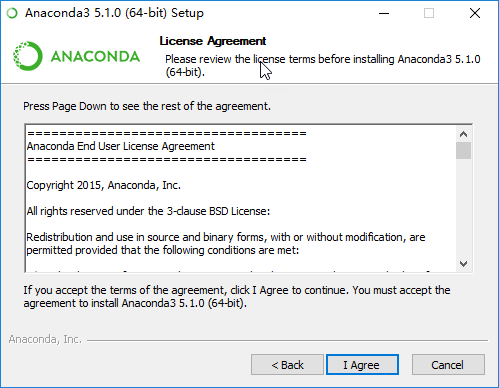 Anaconda3 5.1.0 (64-bit) Setup
ANACONDA
License Agreement
Please review the license terms before installing Anaconda3 5.1.0
(64-bit).
Press Page Down to see the rest of the agreement.
===================================
Anaconda End User License Agreement
===================================
Copyright 2015, Anaconda, Inc.
All rights reserved under the 3-clause BSD License:
Redistribution and use in source and binary forms, with or without modification, are
permitted provided that the following conditions are met:
If you accept the terms of the agreement, click I Agree to continue. You must accept the
agreement to install Anaconda3 5.1.0 (64-bit).
Anaconda, Inc.
< Back
I Agree
Cancel